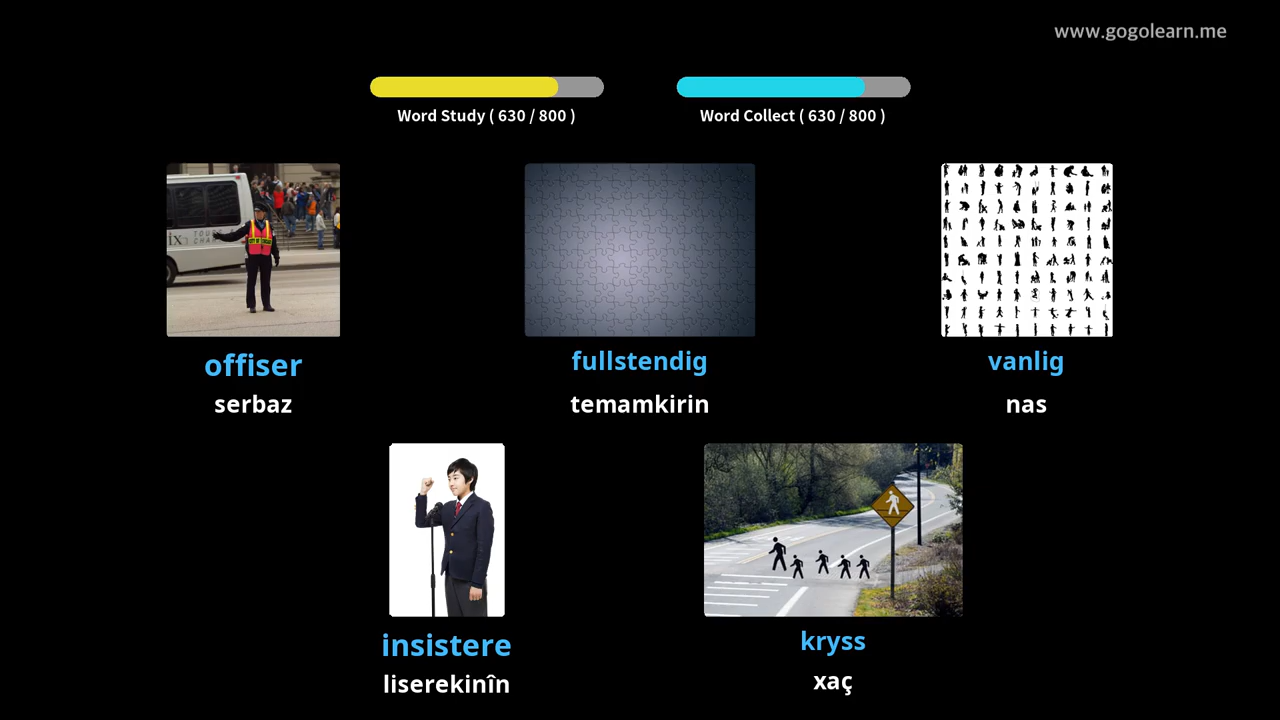 www.gogolearn.me
Word Study ( 630 / 800 )
Word Collect ( 630 / 800 )
offiser
serbaz
fullstendig
temamkirin
vanlig
nas
insistere
liserekinîn
kryss
xaç